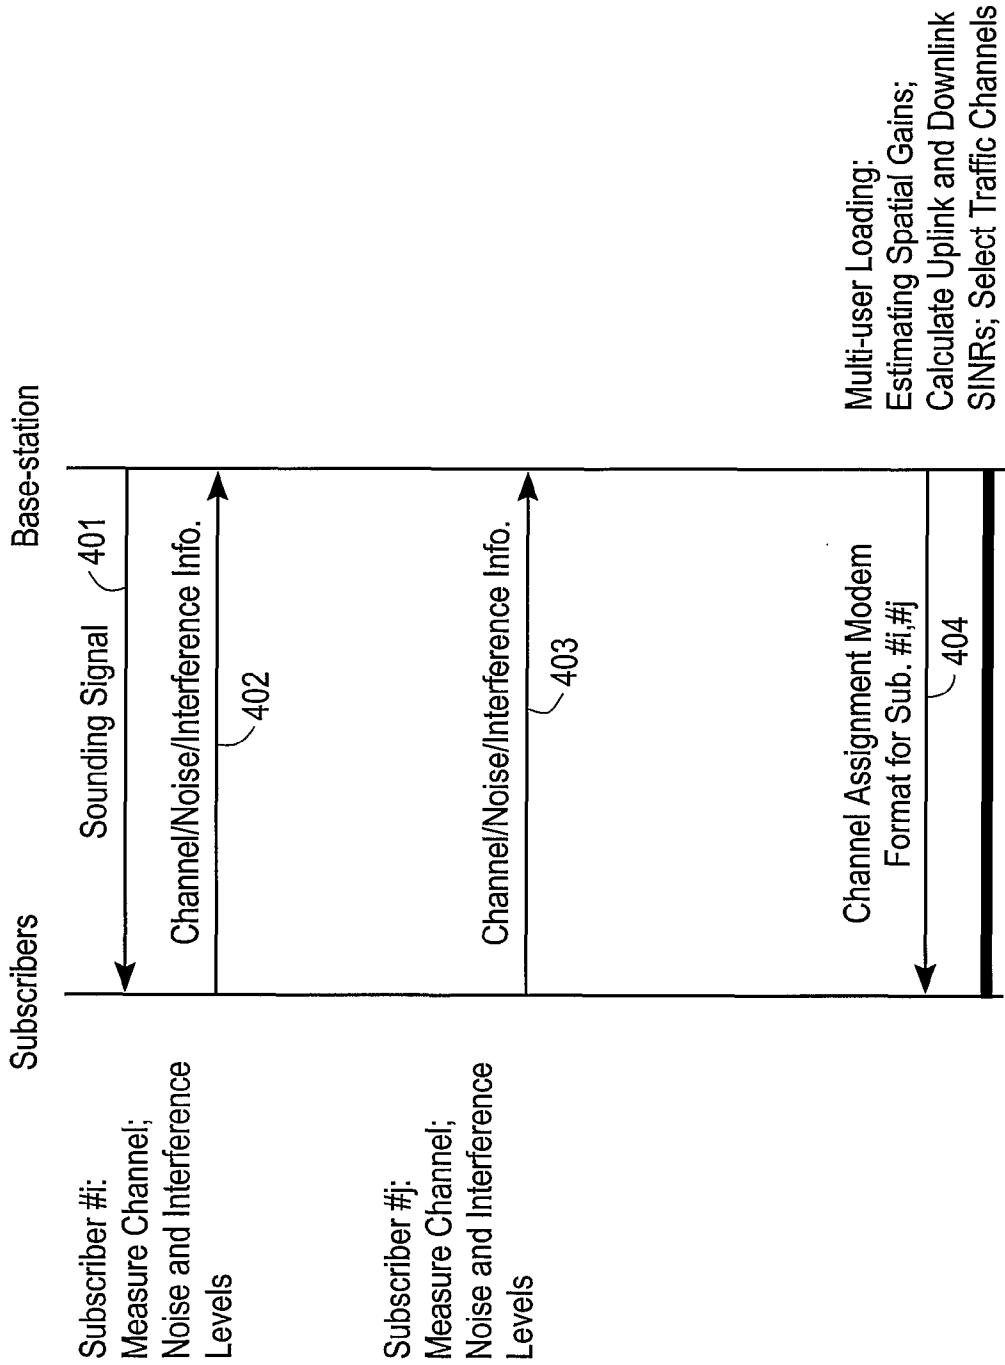 Subscribers
Base-station
Subscriber #i:
Measure Channel;
Noise and Interference
Levels
Sounding Signal
401
Channel/Noise/Interference Info.
402
Subscriber #j:
Measure Channel;
Noise and Interference
Levels
Channel/Noise/Interference Info.
403
Channel Assignment Modem
Format for Sub. #i,#j
404
Multi-user Loading:
Estimating Spatial Gains;
Calculate Uplink and Downlink
SINRs; Select Traffic Channels